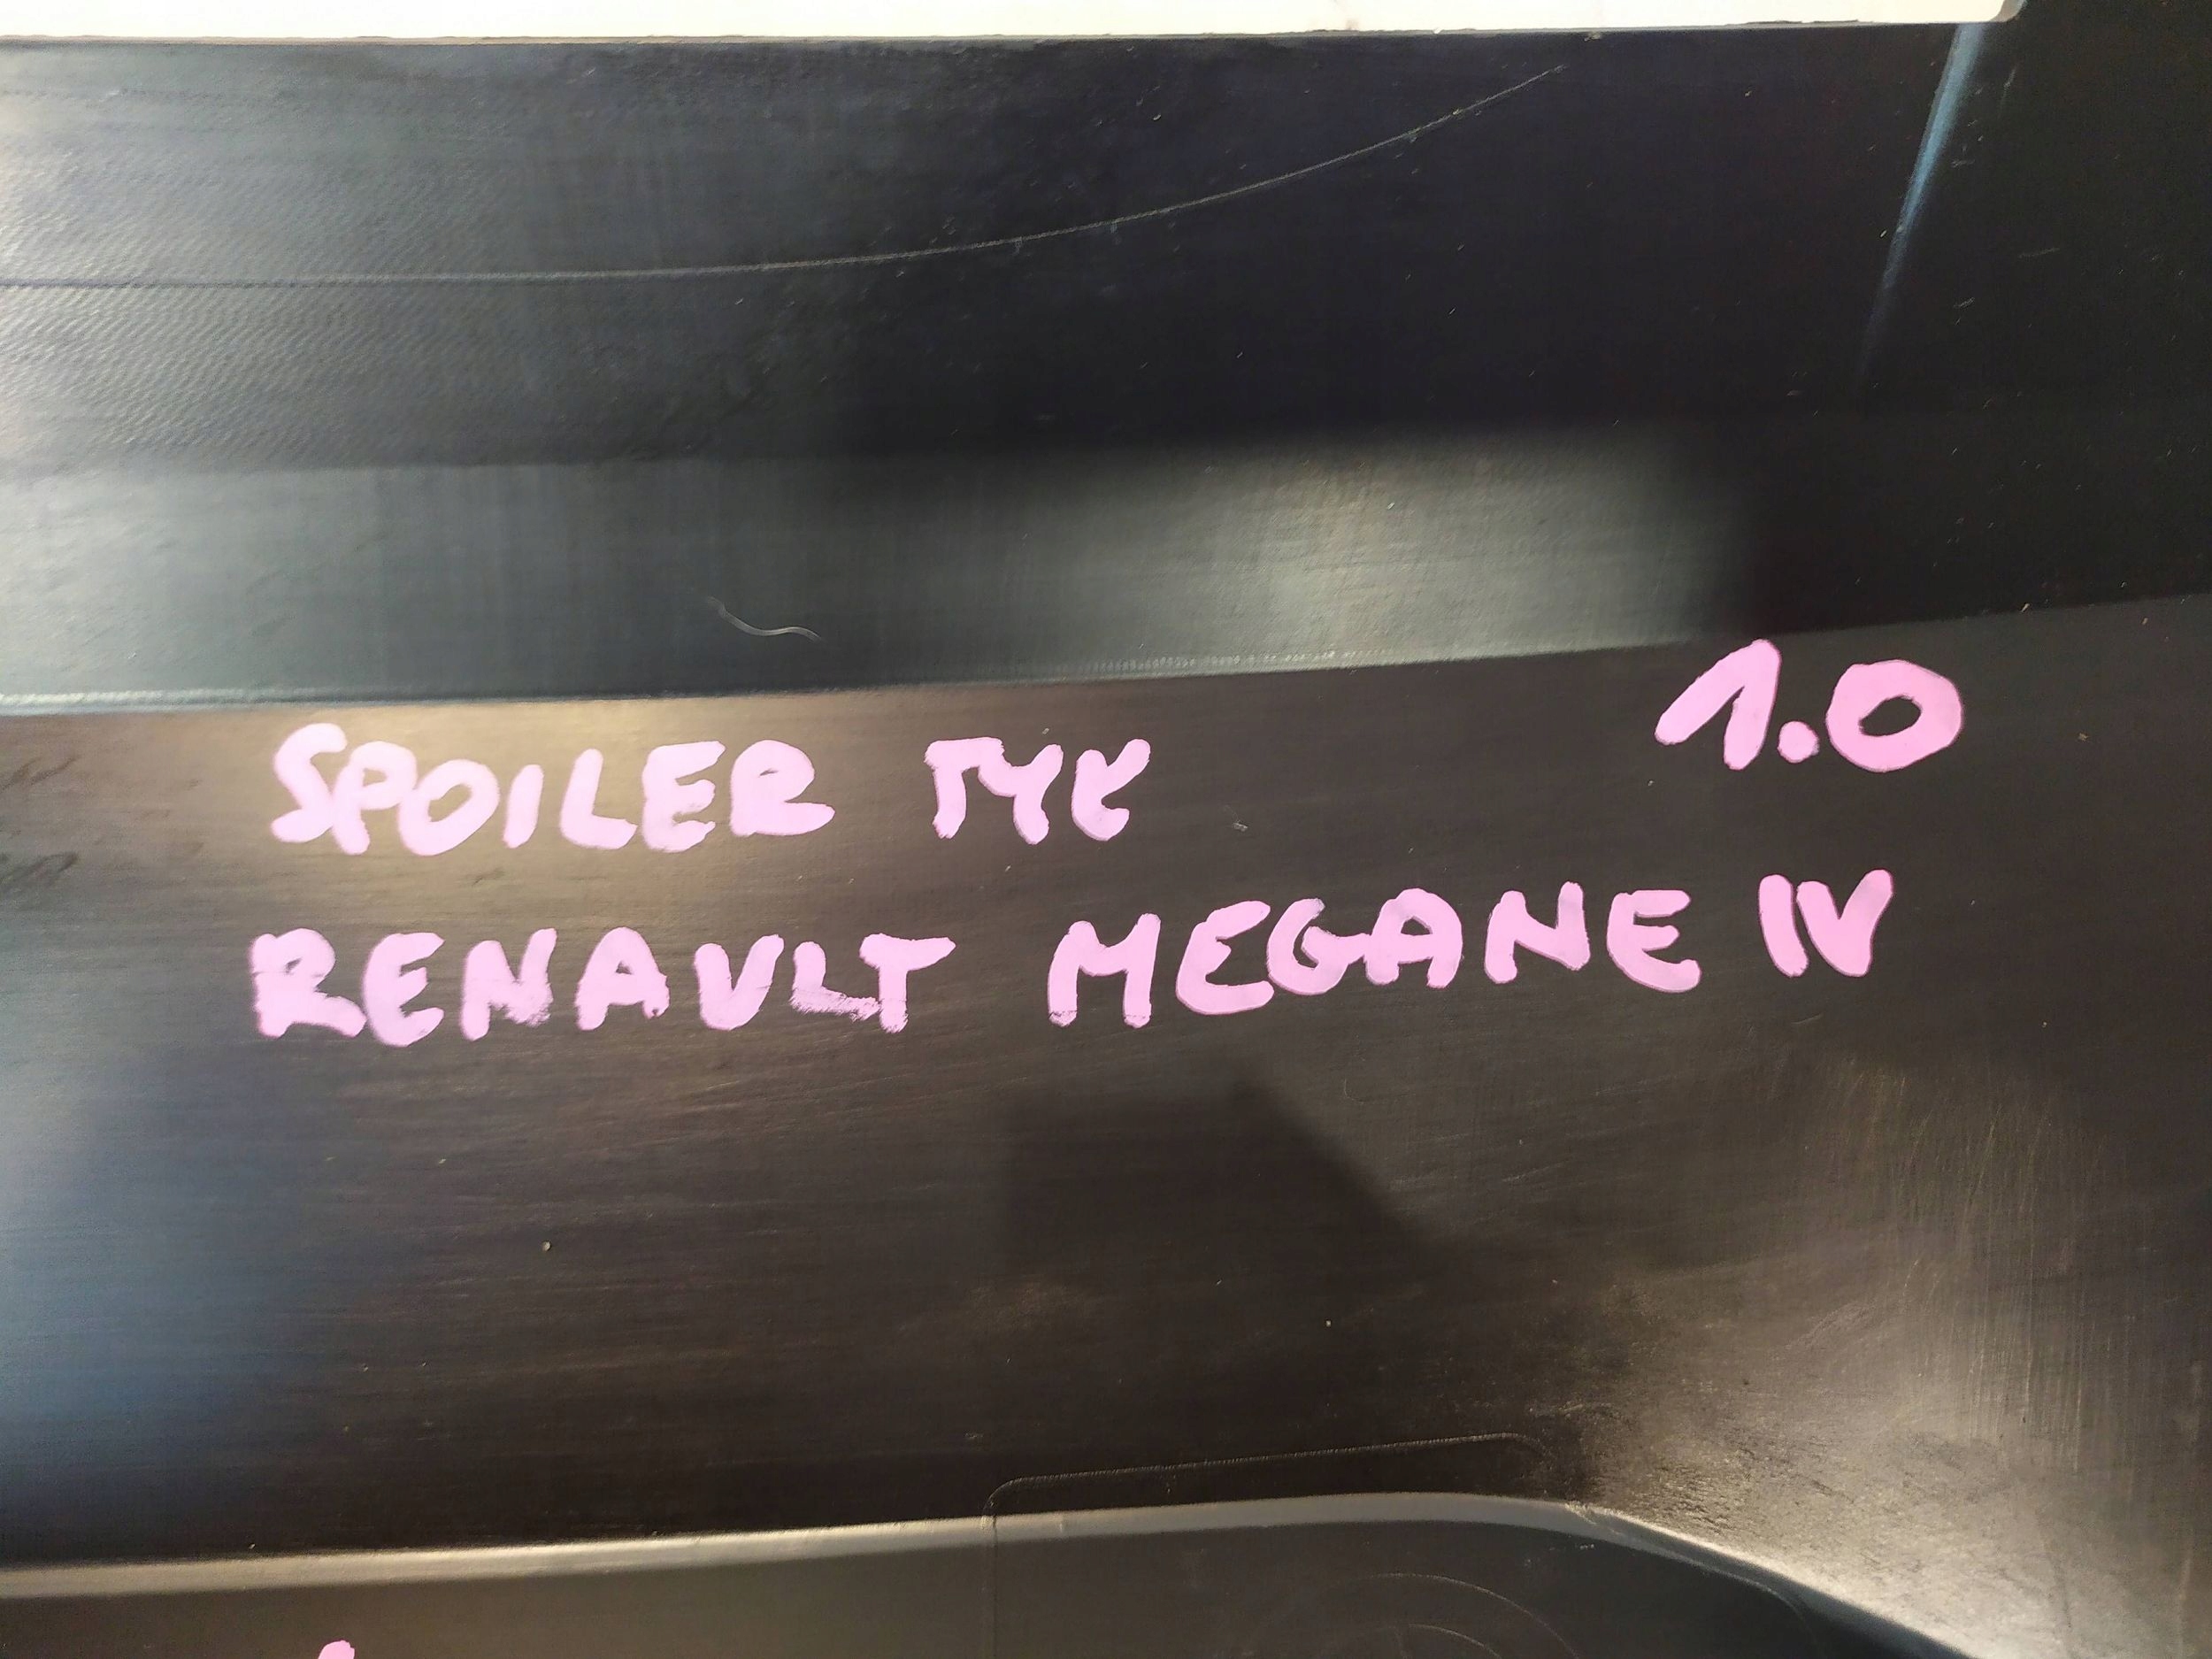 1.0
SPOILER TYŁ
RENAULT MEGANE IV